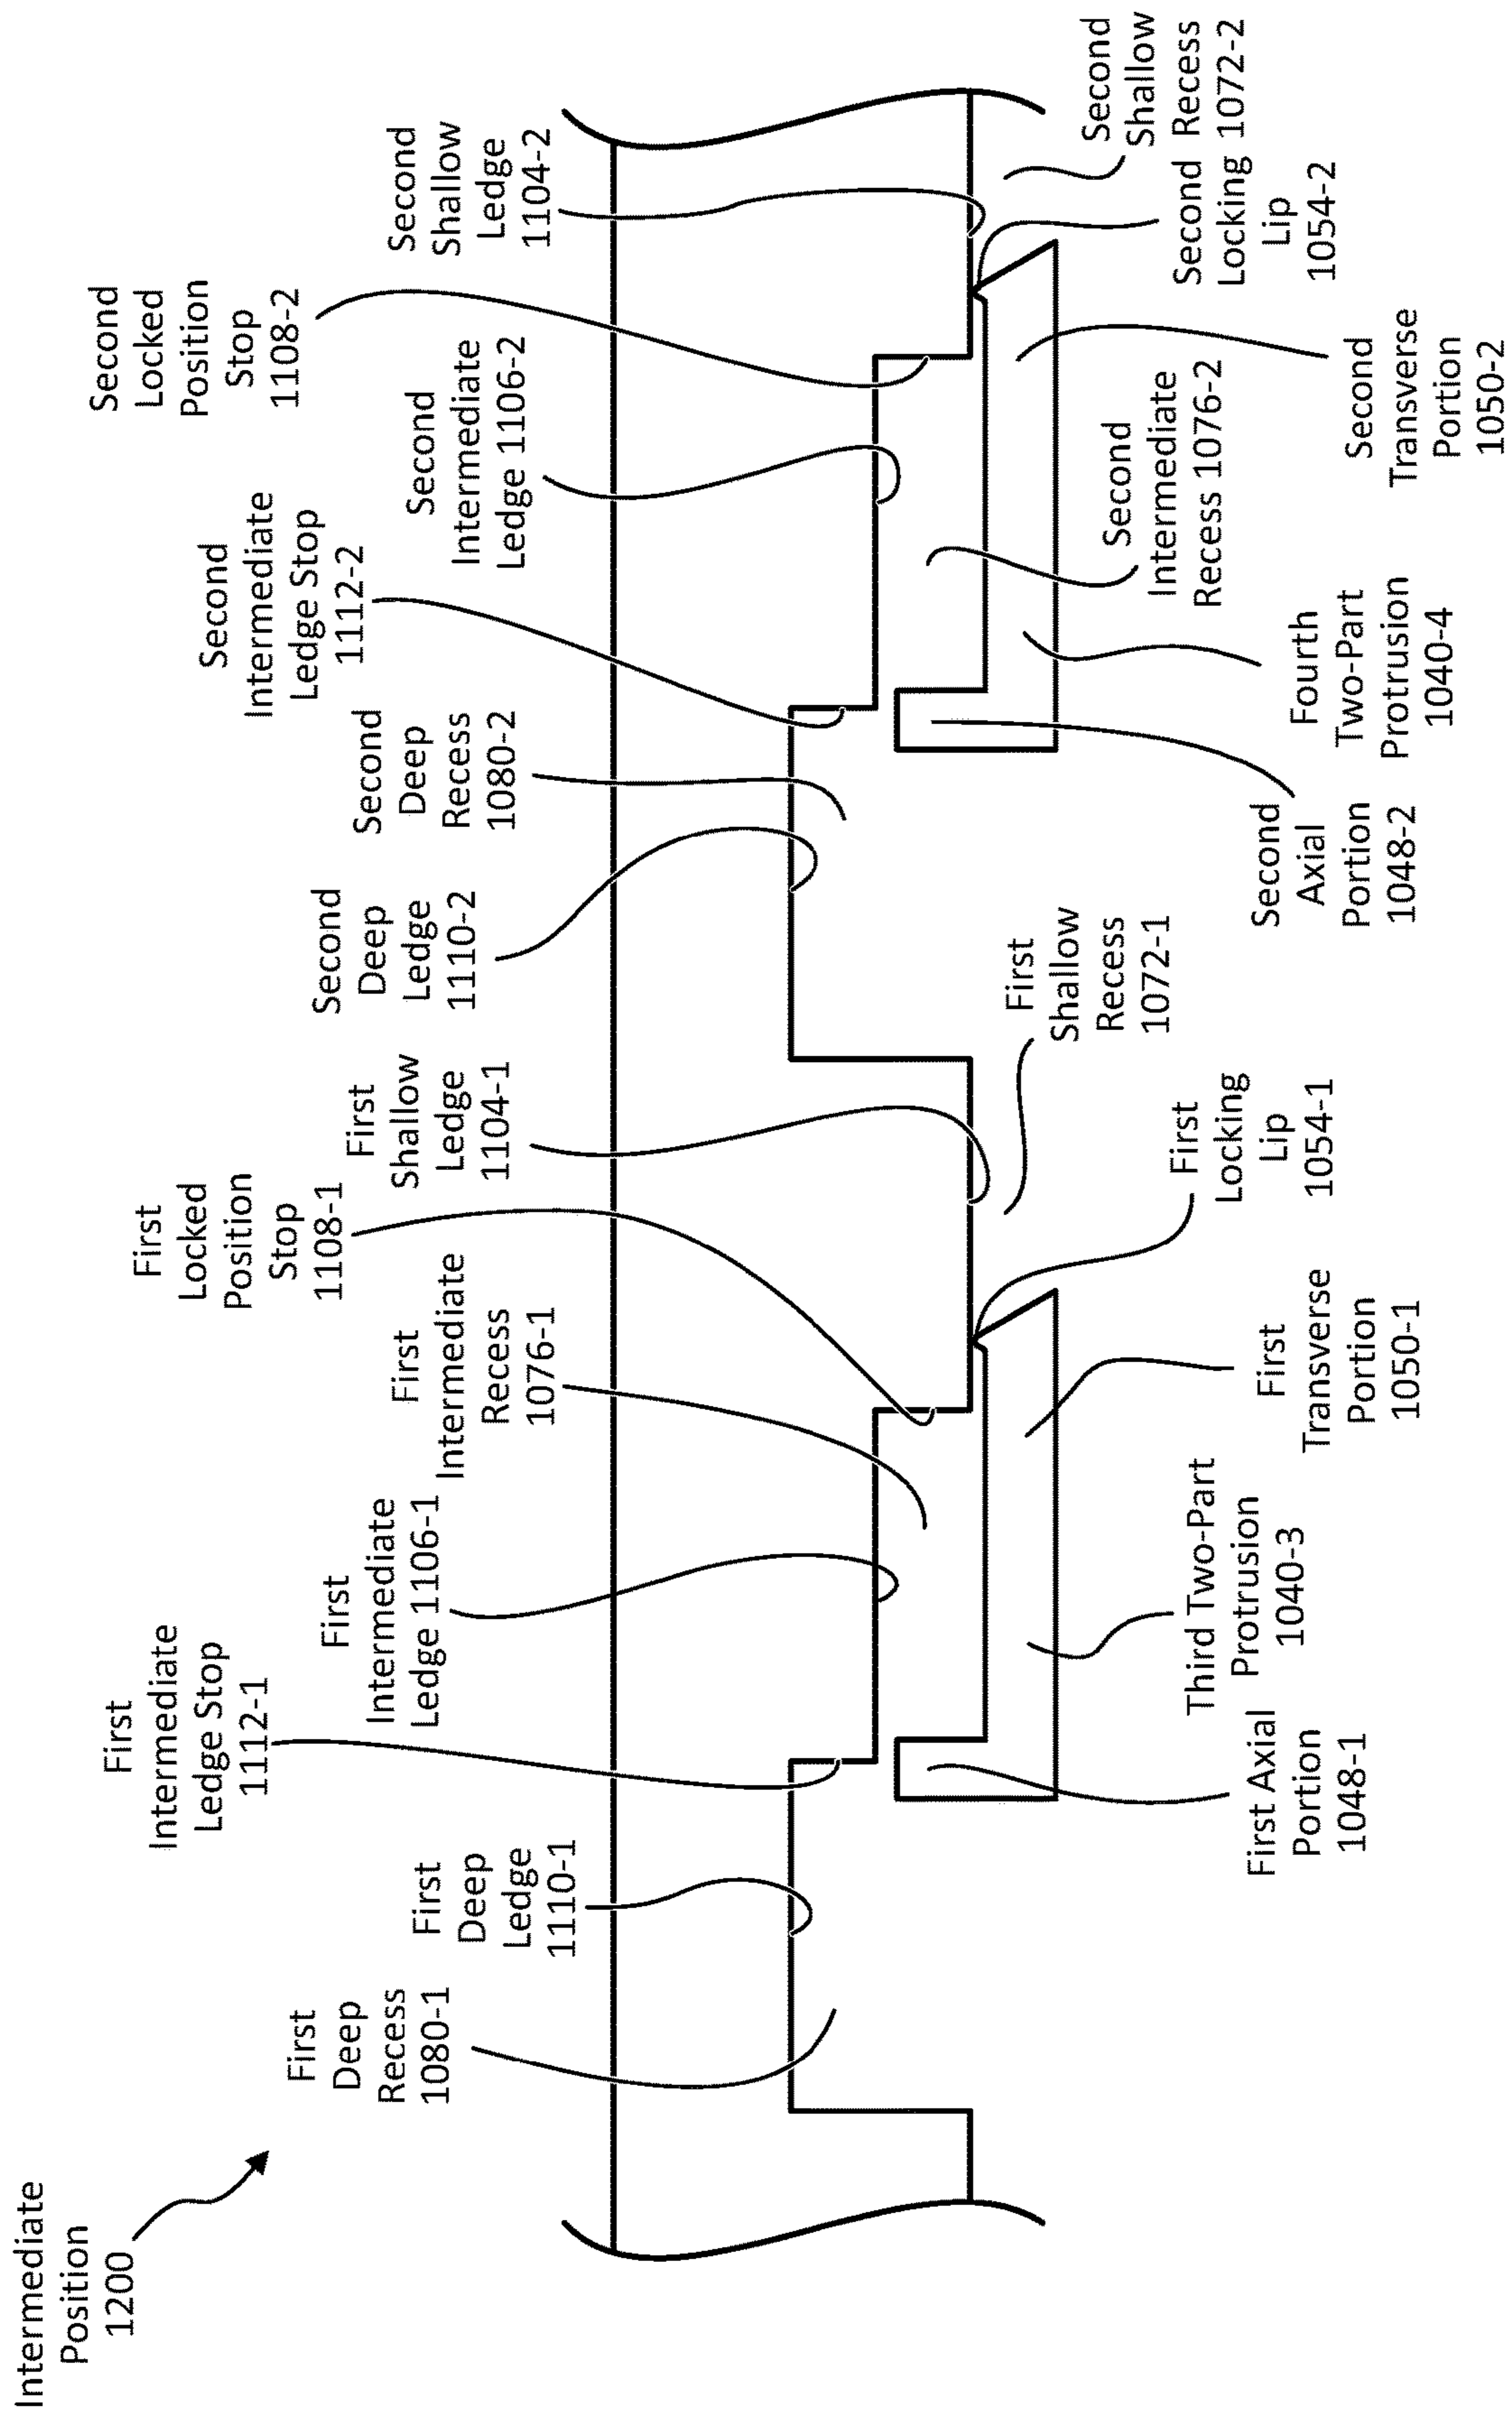 Intermediate
Position
1200
First
Deep
Recess
1080-1
First
Deep
Ledge
1110-1
First
Intermediate
Ledge Stop
1112-1
First
Intermediate
Ledge 1106-1
First
Intermediate
Recess
1076-1
First
Locked
Position
Stop
1108-1
First
Shallow
Ledge
1104-1
Second
Deep
Ledge
1110-2
Second
Deep
Recess
1080-2
Second
Intermediate
Ledge Stop
1112-2
Second
Intermediate
Ledge 1106-2
Second
Locked
Position
Stop
1108-2
Second
Shallow
Ledge
1104-2
First Axial
Portion
1048-1
Third Two-Part
Protrusion
1040-3
First
Transverse
Portion
1050-1
First
Locking
Lip
1054-1
First
Shallow
Recess
1072-1
Second
Axial
Portion
1048-2
Fourth
Two-Part
Protrusion
1040-4
Second
Intermediate
Recess 1076-2
Second
Transverse
Portion
1050-2
Second
Locking
Lip
1054-2
Second
Shallow
Recess
1072-2